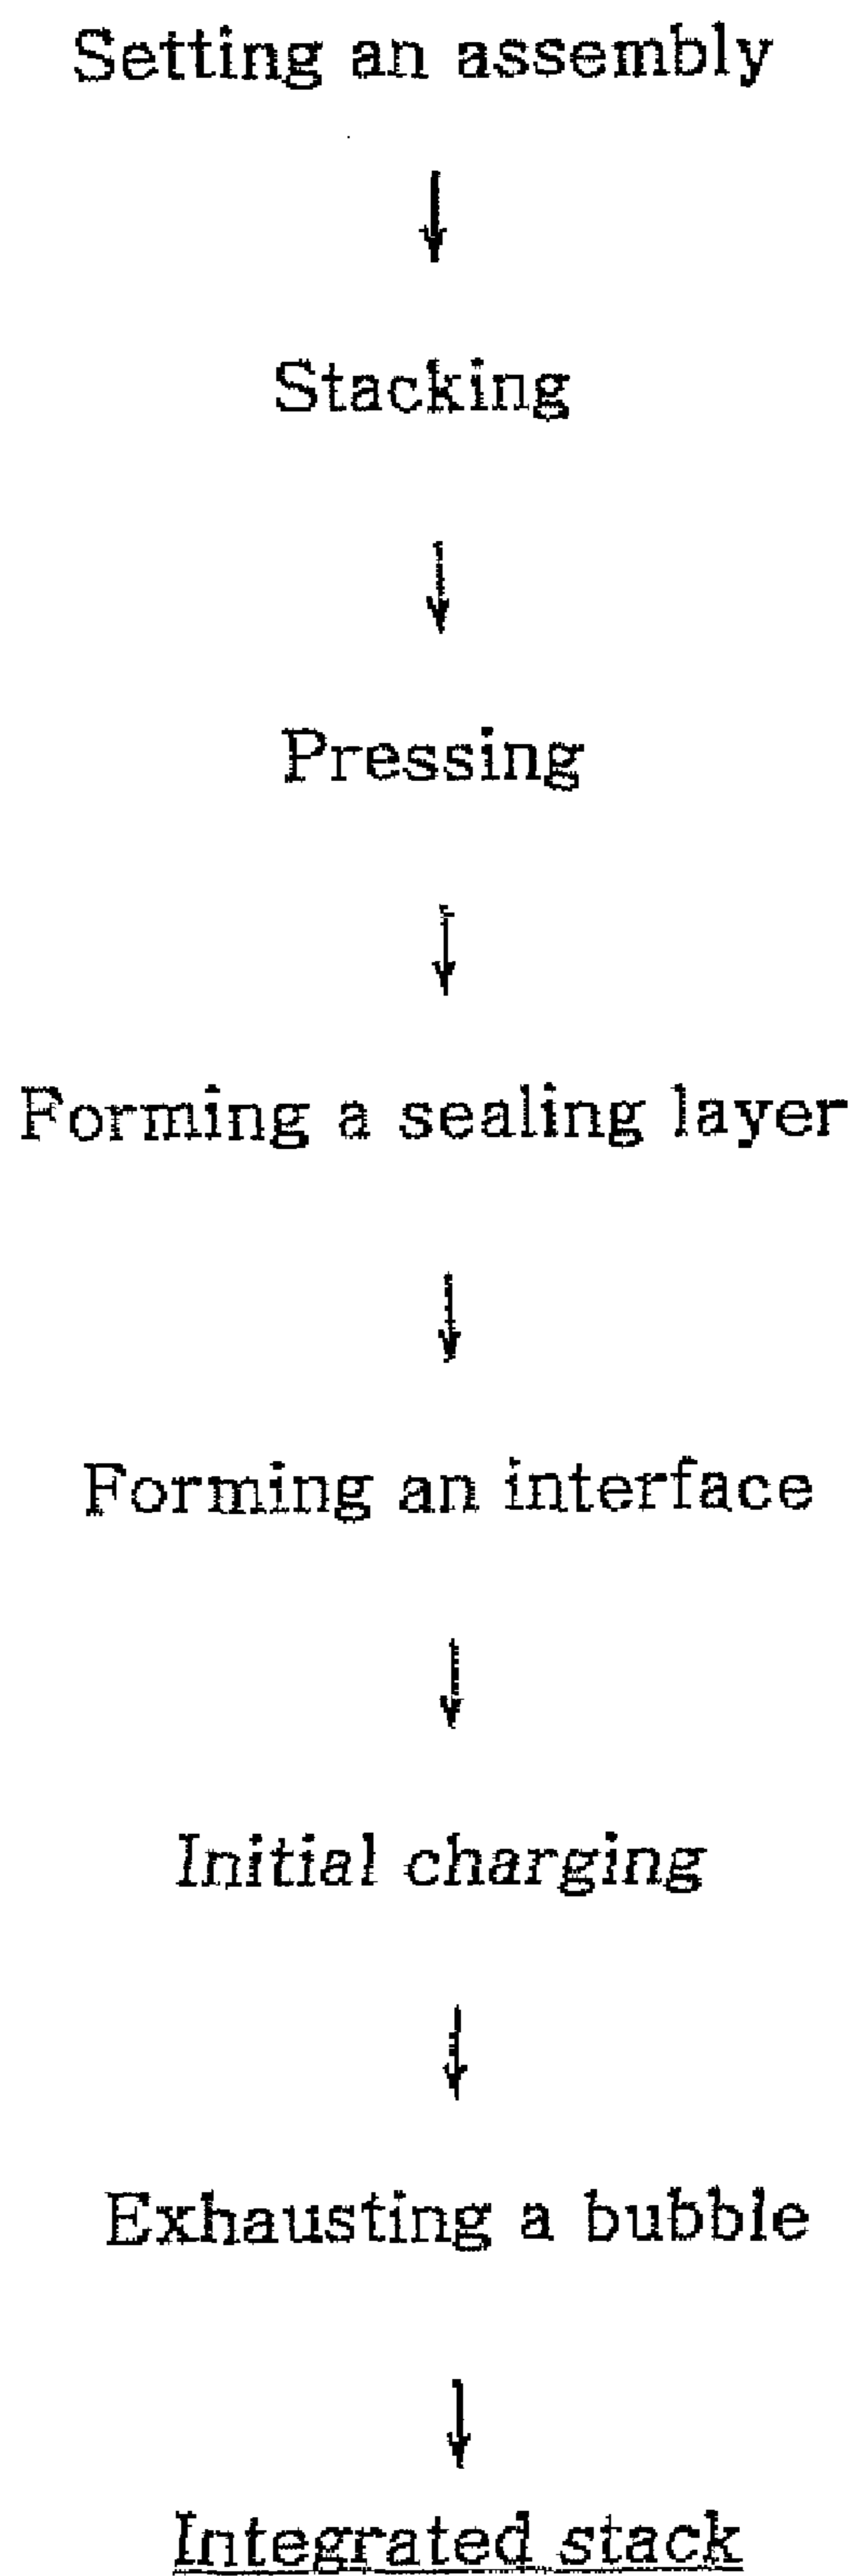 Setting an assembly
Stacking
Pressing
Forming a sealing layer
Forming an interface
Initial charging
Exhausting a bubble
Integrated stack